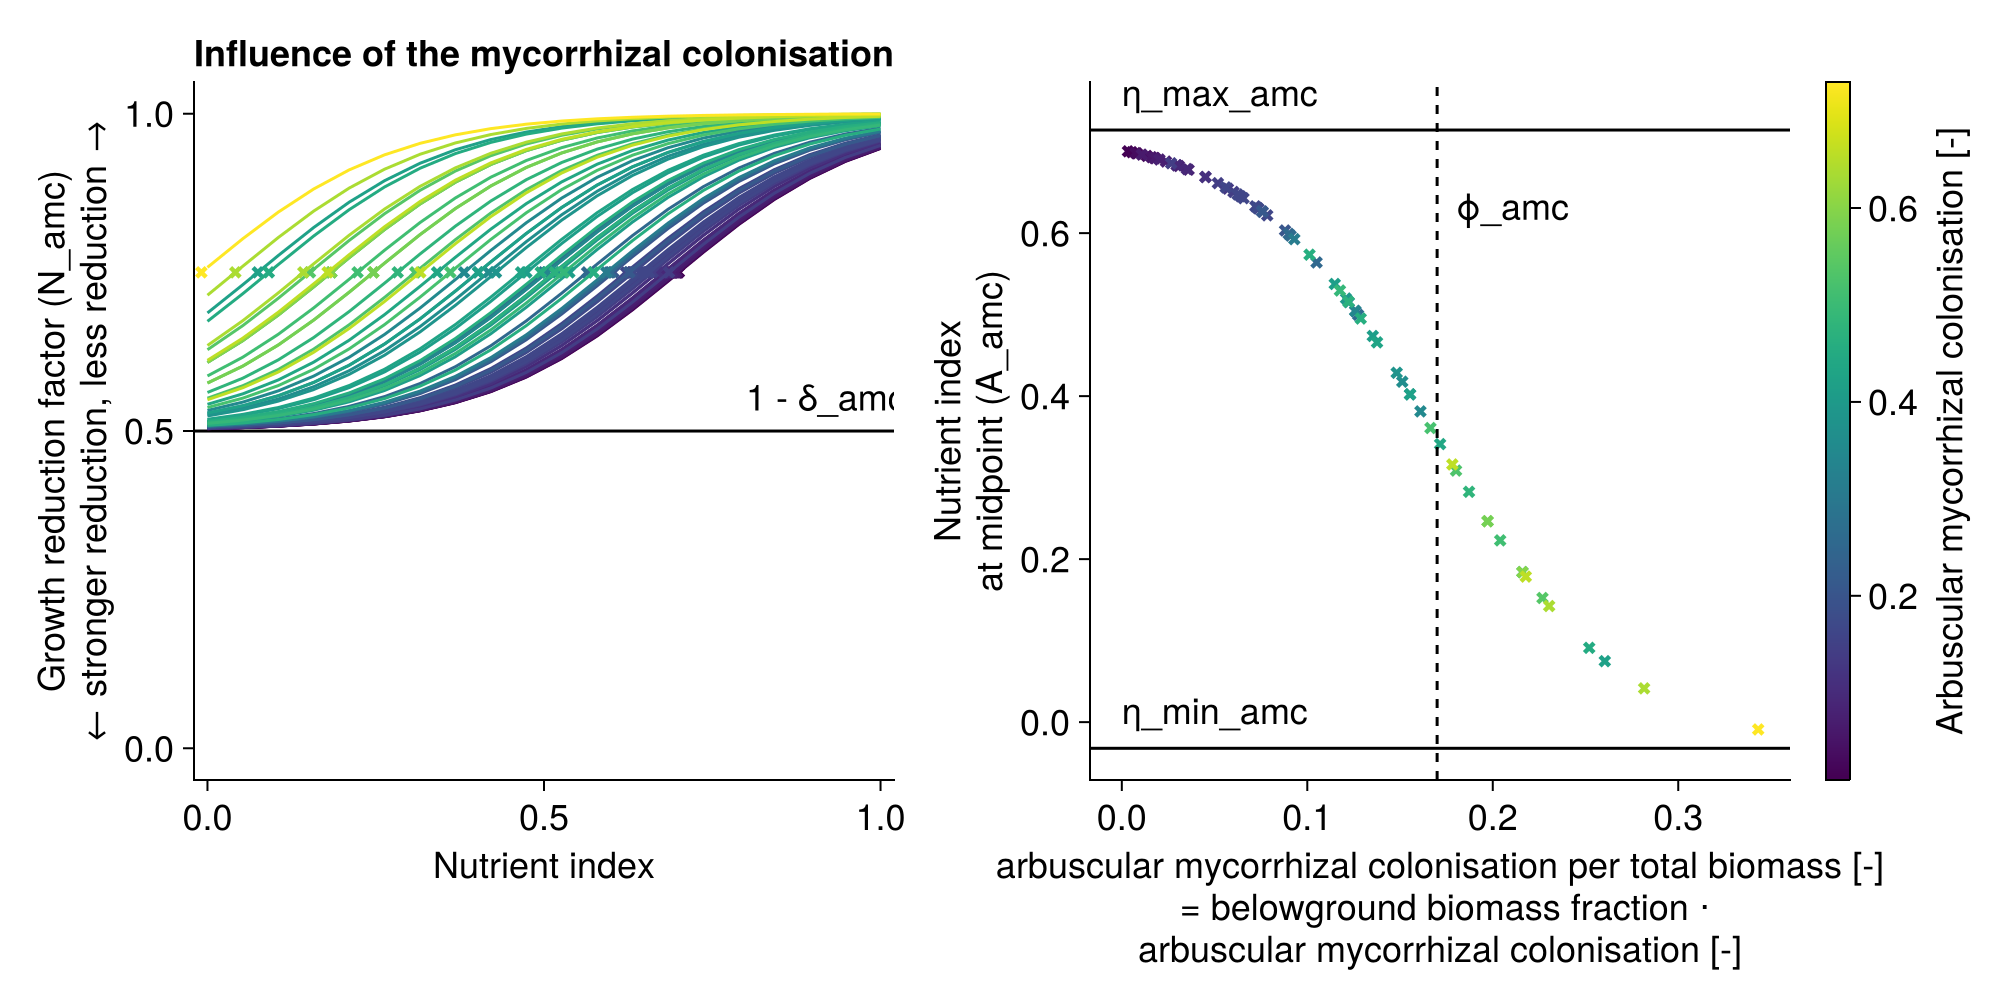 Influence of the mycorrhizal colonisation
Growth reduction factor (N_amc)
← stronger reduction, less reduction →
1.0
0.5
0.0
1 - δ_amc
0.0
0.5
1.0
Nutrient index
Nutrient index
at midpoint (A_amc)
0.6
0.4
0.2
0.0
η_max_amc
ϕ_amc
η_min_amc
0.0
0.1
0.2
0.3
arbuscular mycorrhizal colonisation per total biomass [-]
= belowground biomass fraction ⋅
arbuscular mycorrhizal colonisation [-]
0.6
0.4
0.2
Arbuscular mycorrhizal colonisation [-]